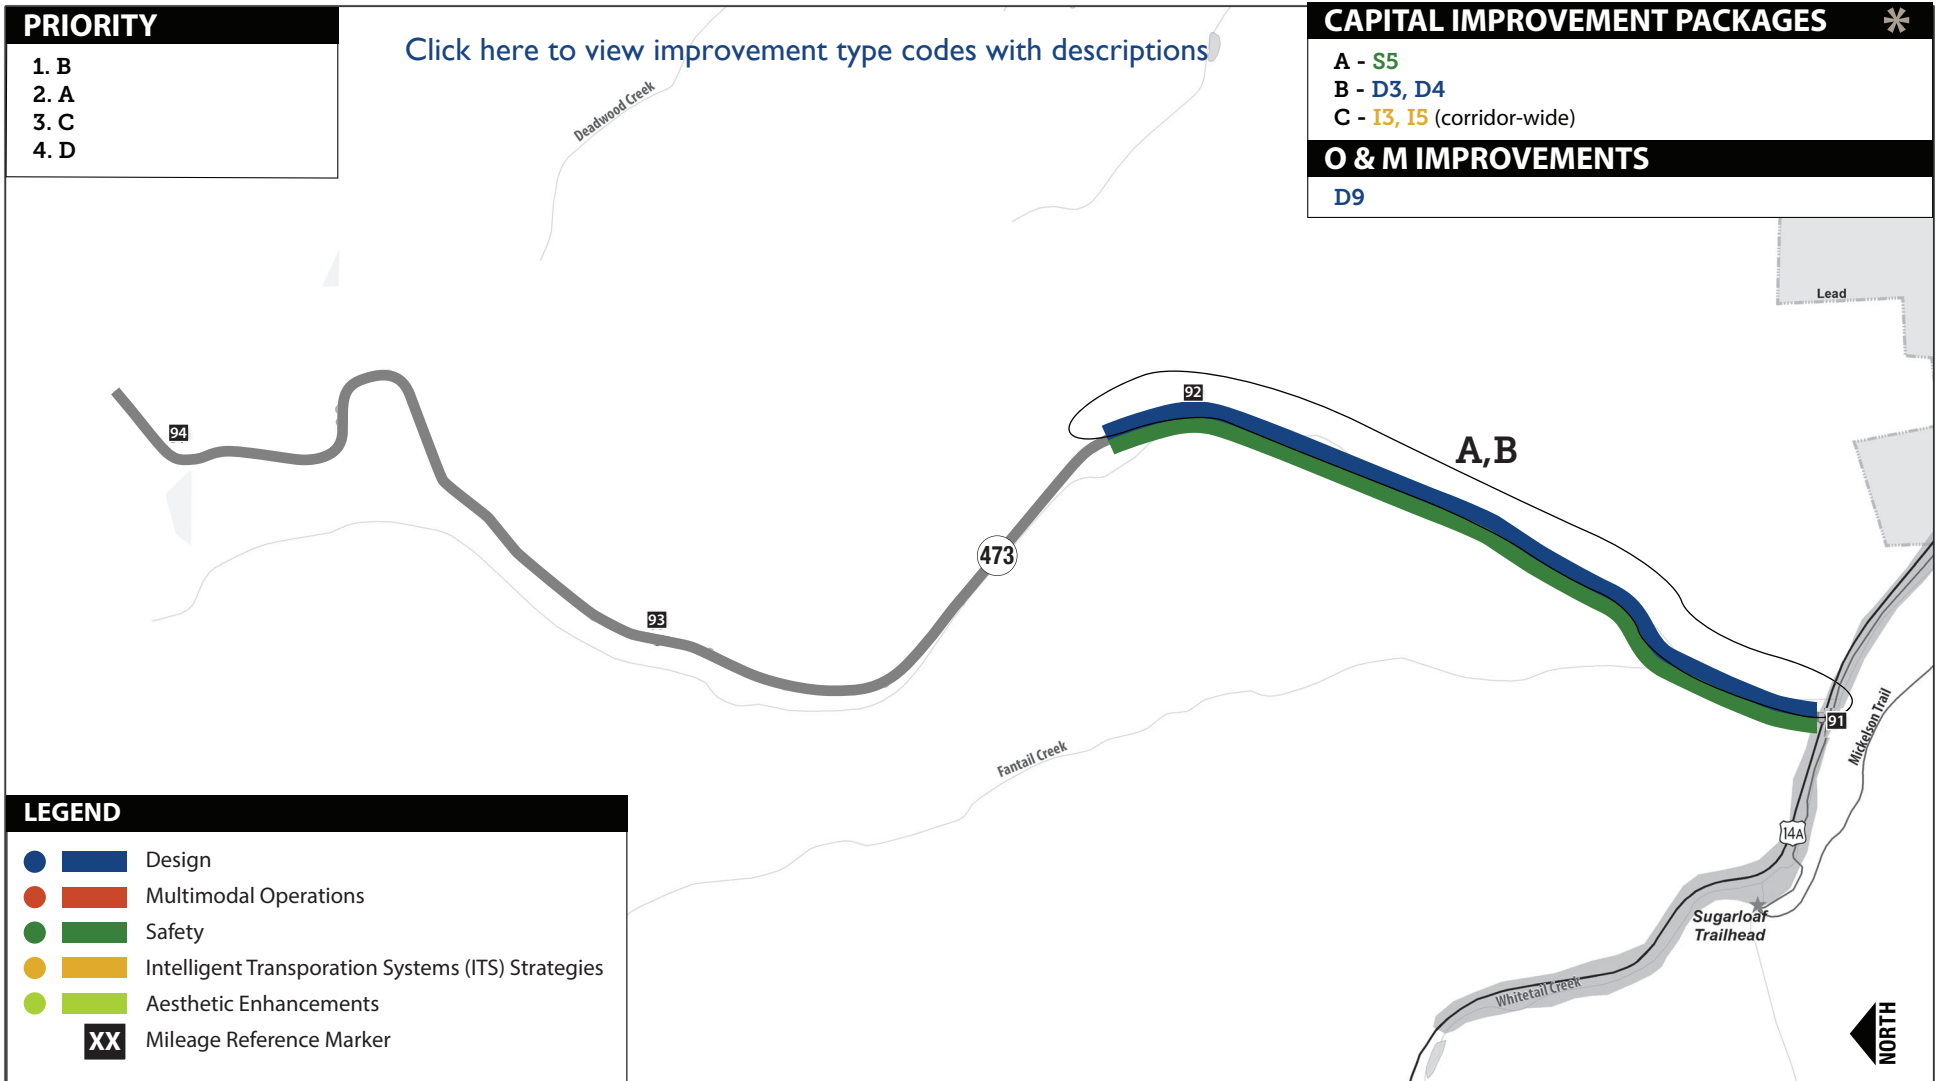 PRIORITY
1. B
2. A
3. C
4. D
Click here to view improvement type codes with descriptions
CAPITAL IMPROVEMENT PACKAGES *
A - S5
B - D3, D4
C - I3, I5 (corridor-wide)
O & M IMPROVEMENTS
D9
Deadwood Creek
Lead
92
A,B
94
473
93
91
Mickelson Trail
Fantail Creek
14A
Sugarloaf
Trailhead
Whitetail Creek
NORTH
LEGEND
Design
Multimodal Operations
Safety
Intelligent Transporation Systems (ITS) Strategies
Aesthetic Enhancements
XX Mileage Reference Marker